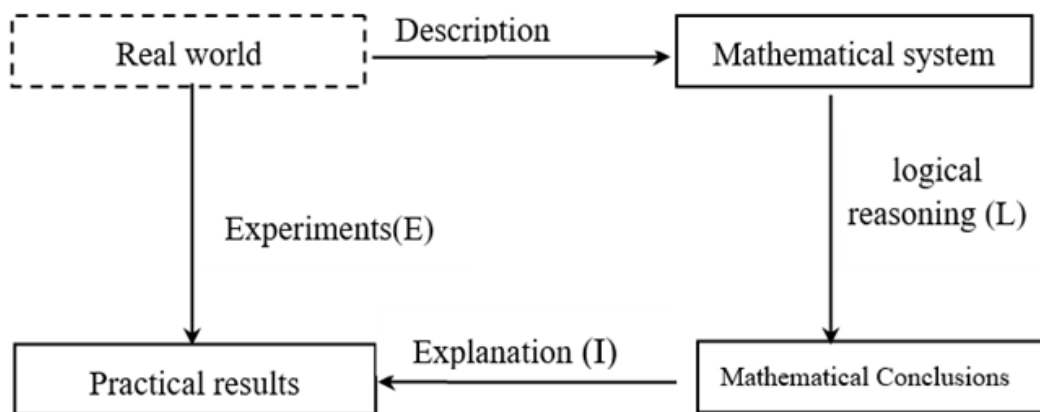 Description
Real world
Mathematical system
logical
reasoning (L)
Experiments(E)
Explanation (I)
Practical results
Mathematical Conclusions